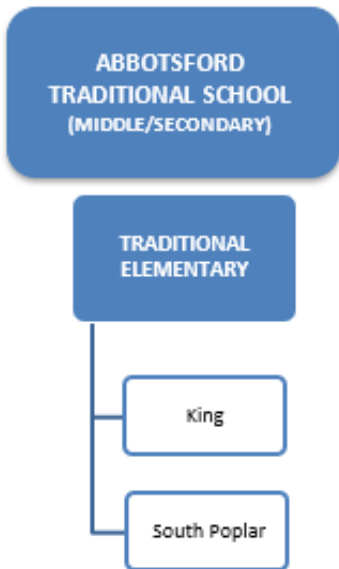 ABBOTSFORD
TRADITIONAL SCHOOL
(MIDDLE/SECONDARY)
TRADITIONAL
ELEMENTARY
King
South Poplar